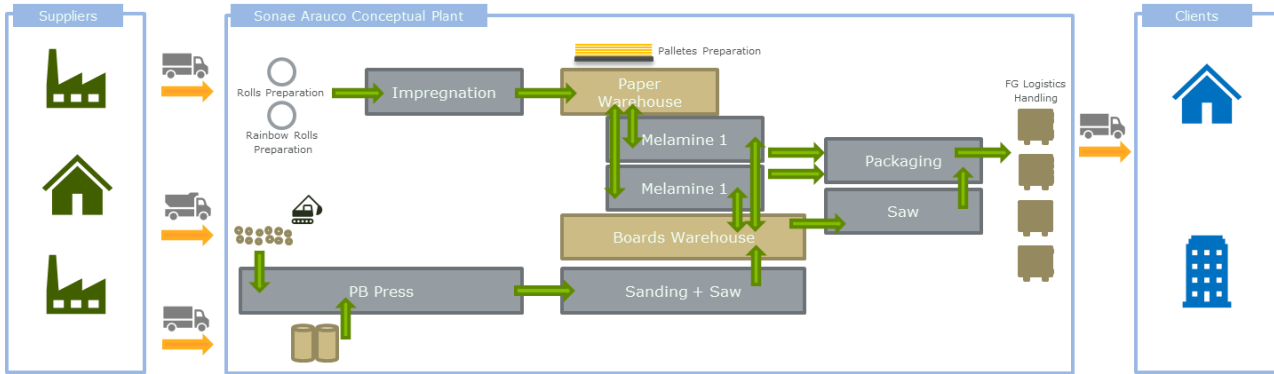 Suppliers
Sonae Arauco Conceptual Plant
Clients
Palletes Preparation
Rolls Preparation
Impregnation
Paper
Warehouse
FG Logistics
Handling
Rainbow Rolls
Preparation
Melamine 1
Packaging
Melamine 1
Saw
Boards Warehouse
PB Press
Sanding + Saw